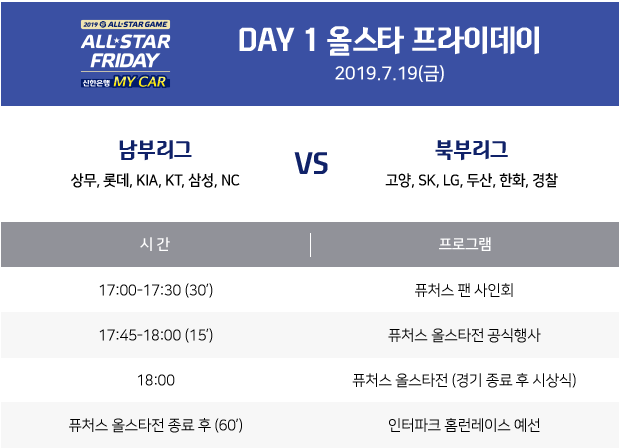 2019 ALL★STAR GAME
ALL★STAR
FRIDAY
신한은행 MY CAR
DAY 1 올스타 프라이데이
2019.7.19(금)
남부리그
상무, 롯데, KIA, KT, 삼성, NC
VS
북부리그
고양, SK, LG, 두산, 한화, 경찰
시 간 프로그램
17:00-17:30 (30’) 퓨처스 팬 사인회
17:45-18:00 (15’) 퓨처스 올스타전 공식행사
18:00 퓨처스 올스타전 (경기 종료 후 시상식)
퓨처스 올스타전 종료 후 (60’) 인터파크 홈런레이스 예선